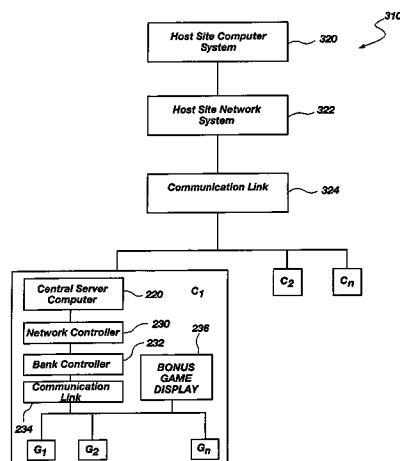 310
Host Site Computer
System
320
Host Site Network
System
322
Communication Link
324
Central Server
Computer
220
C1
C2
Cn
Network Controller
230
236
Bank Controller
232
BONUS
GAME
DISPLAY
Communication
Link
234
G1
G2
Gn